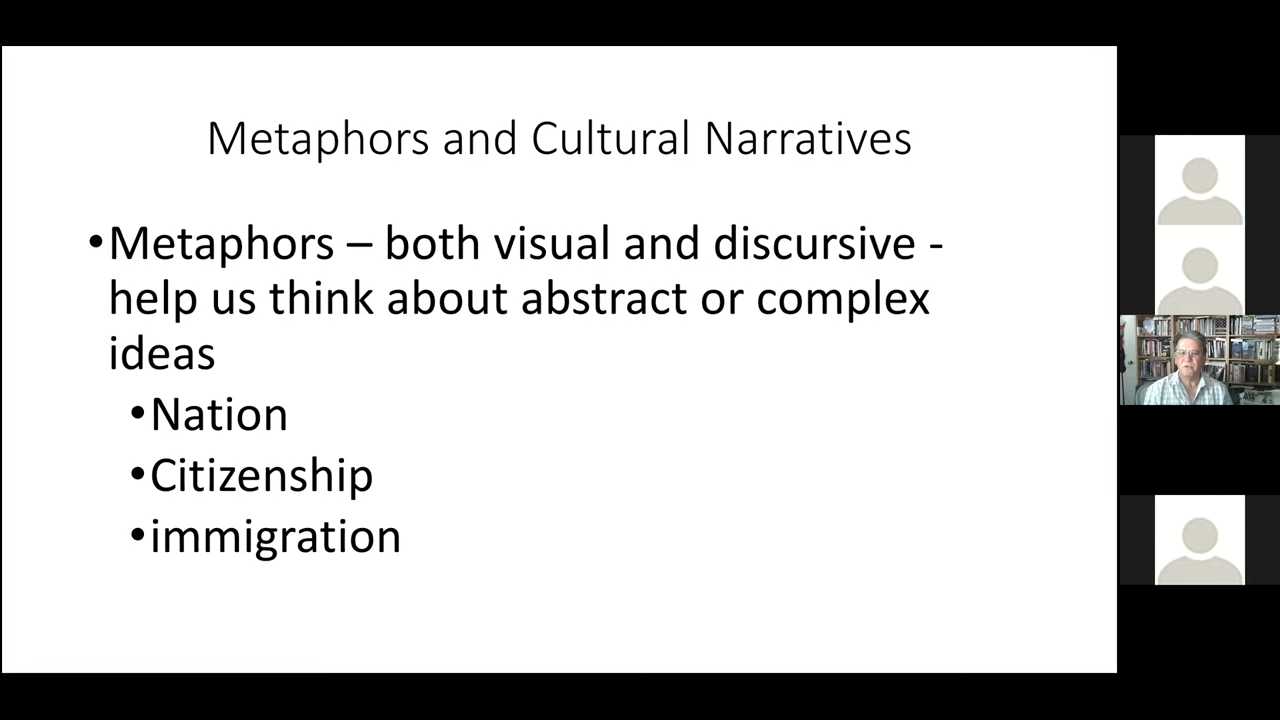 Metaphors and Cultural Narratives
•Metaphors – both visual and discursive -
help us think about abstract or complex
ideas
•Nation
•Citizenship
•immigration